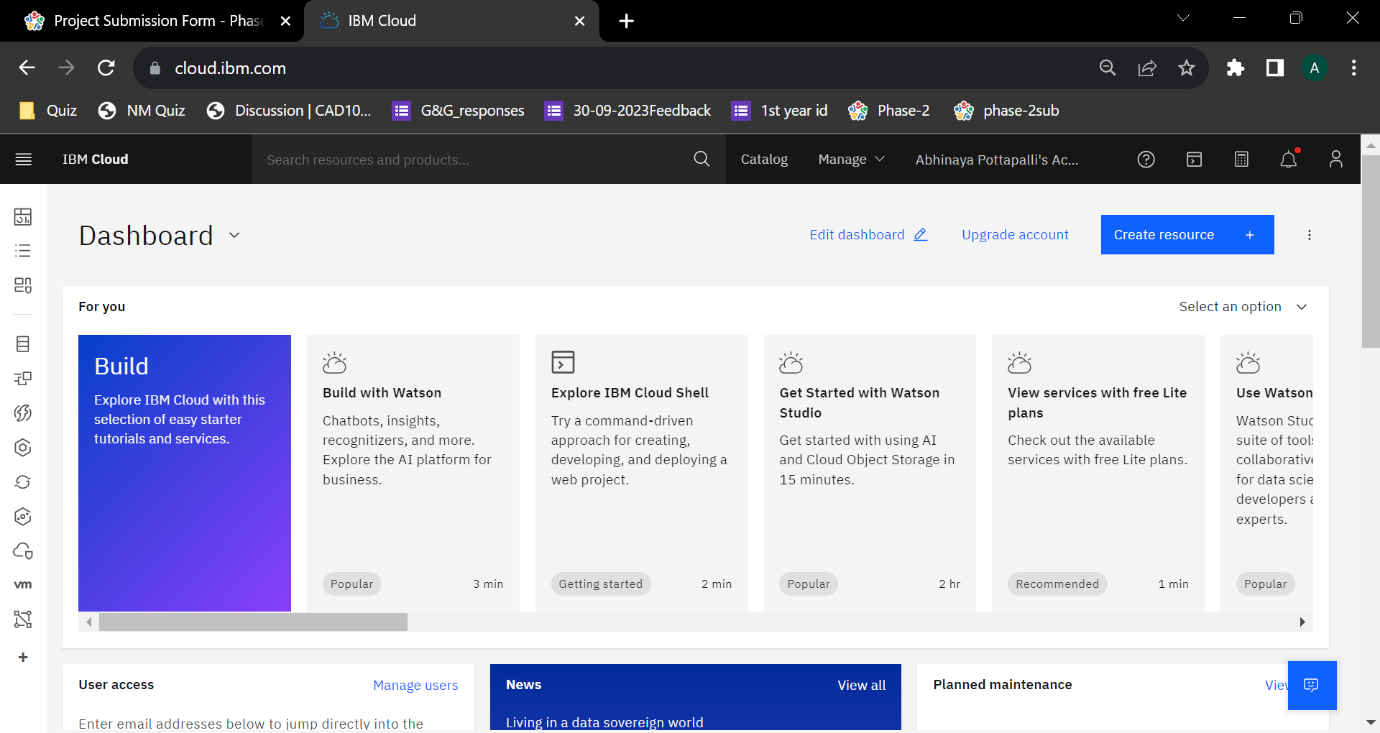 Project Submission Form - Phase
IBM Cloud
cloud.ibm.com
A
Quiz
NM Quiz
Discussion | CAD10...
G&G_responses
30-09-2023Feedback
1st year id
Phase-2
phase-2sub
IBM Cloud
Search resources and products...
Catalog
Manage
Abhinaya Pottapalli's Ac...
Dashboard
Edit dashboard
Upgrade account
Create resource +
For you
Select an option
Build
Explore IBM Cloud with this
selection of easy starter
tutorials and services.
Build with Watson
Chatbots, insights,
recognitizers, and more.
Explore the AI platform for
business.
Popular
3 min
Explore IBM Cloud Shell
Try a command-driven
approach for creating,
developing, and deploying a
web project.
Getting started
2 min
Get Started with Watson
Studio
Get started with using AI
and Cloud Object Storage in
15 minutes.
Popular
2 hr
View services with free Lite
plans
Check out the available
services with free Lite plans.
Recommended
1 min
Use Watson
Watson Stud
suite of tools
collaborative
for data scie
developers a
experts.
Popular
vm
User access
Manage users
Enter email addresses below to jump directly into the
News
View all
Living in a data sovereign world
Planned maintenance
View